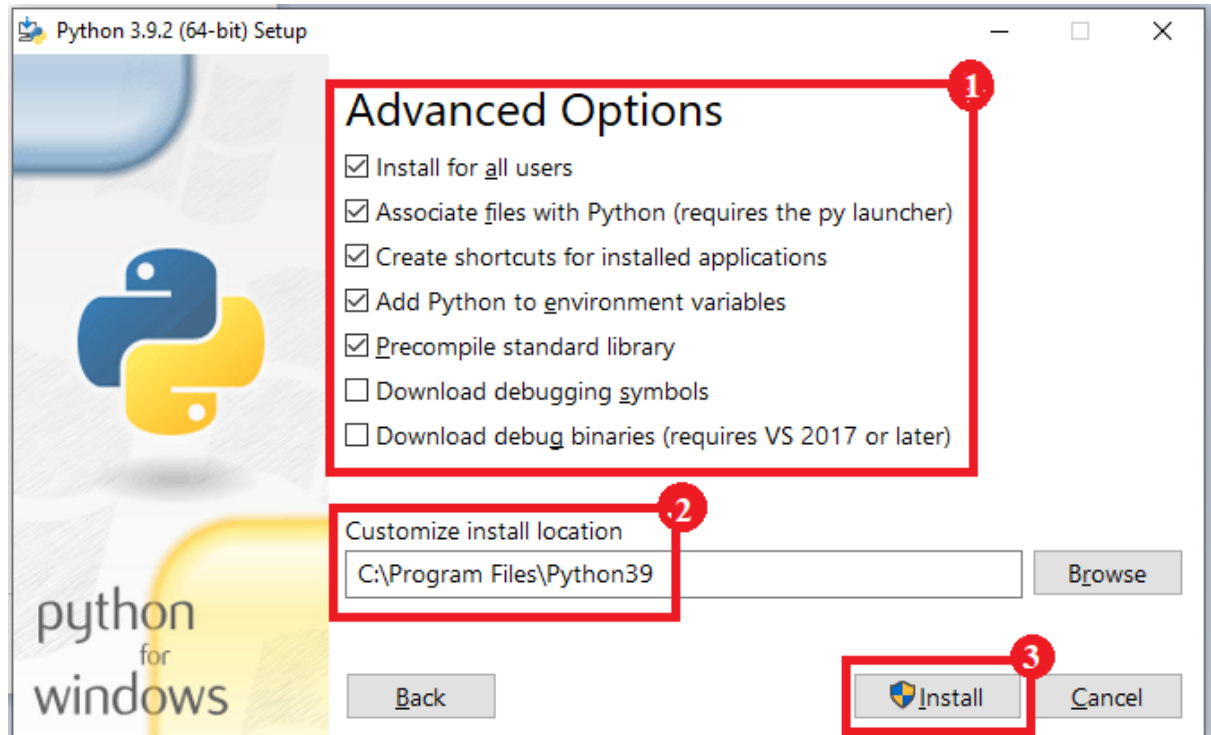 Python 3.9.2 (64-bit) Setup
1
Advanced Options
Install for all users
Associate files with Python (requires the py launcher)
Create shortcuts for installed applications
Add Python to environment variables
Precompile standard library
Download debugging symbols
Download debug binaries (requires VS 2017 or later)
2
Customize install location
C:\Program Files\Python39
Browse
python
for
windows
3
Back
Install
Cancel